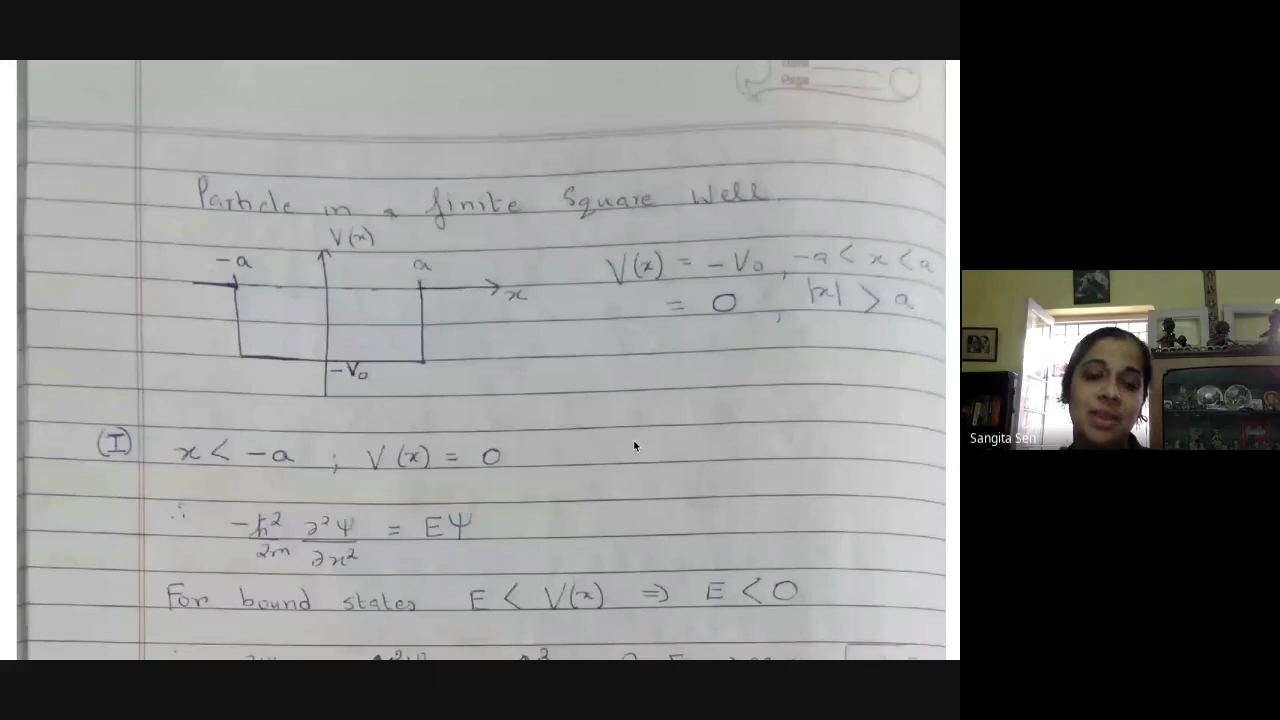 Page
Particle in a finite Square Well
V(x)
-a
a
x
-V₀
V(x) = -V₀, -a < x < a
= 0, |x| > a
(I) x < -a ; V(x) = 0
∴ -ħ²/2m ∂²Ψ/∂x² = EΨ
For bound states E < V(x) ⇒ E < 0
Sangita Sen